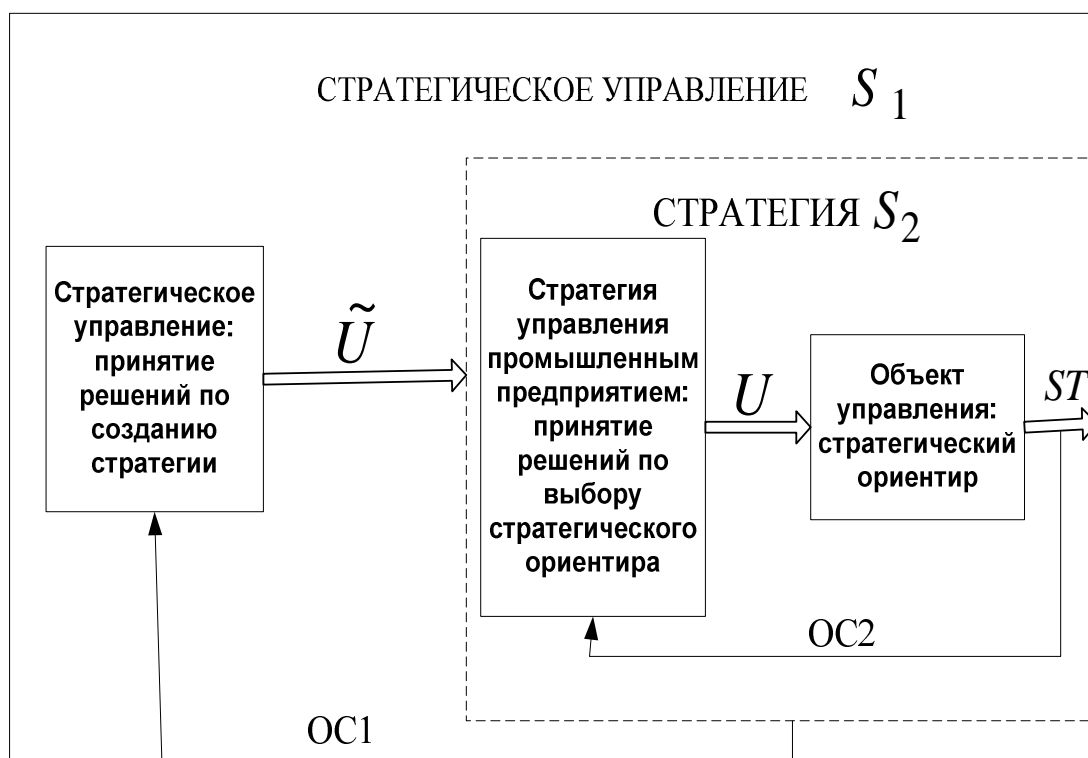 СТРАТЕГИЧЕСКОЕ УПРАВЛЕНИЕ S 1
СТРАТЕГИЯ S2
Стратегическое
управление:
принятие
решений по
созданию
стратегии
Ũ
Стратегия
управления
промышленным
предприятием:
принятие
решений по
выбору
стратегического
ориентира
U
Объект
управления:
стратегический
ориентир
ST
ОС2
ОС1